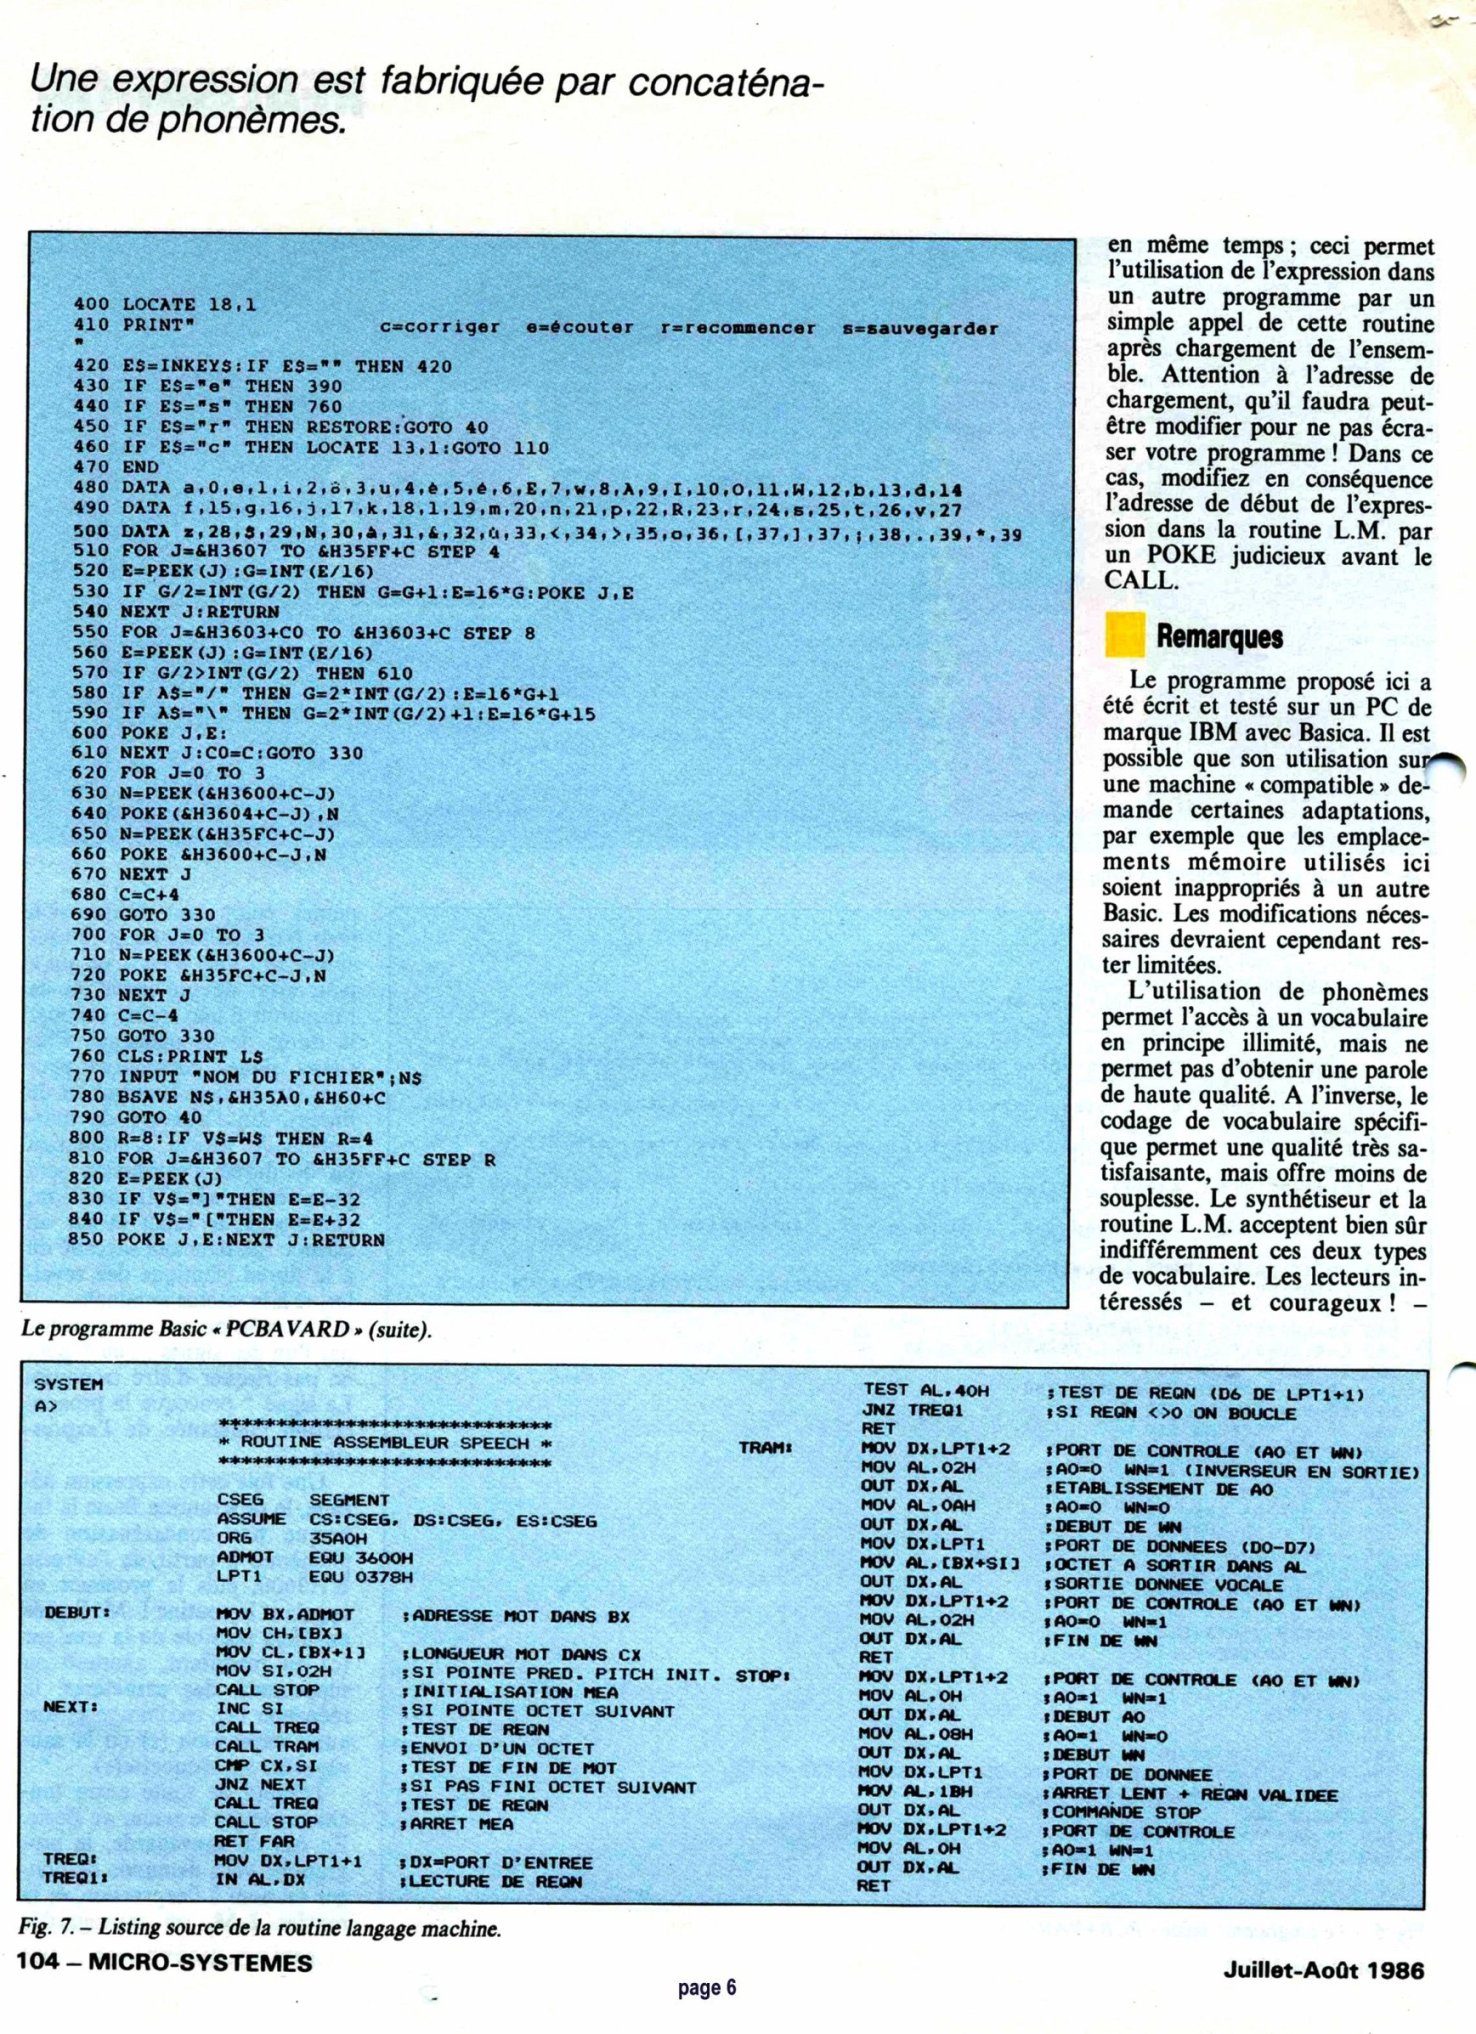 Une expression est fabriquée par concaténa-
tion de phonèmes.
400 LOCATE 18,1
410 PRINT" c=corriger e=écouter r=recommencer s=sauvegarder
"
420 E$=INKEY$:IF E$="" THEN 420
430 IF E$="e" THEN 390
440 IF E$="s" THEN 760
450 IF E$="r" THEN RESTORE:GOTO 40
460 IF E$="c" THEN LOCATE 13,1:GOTO 110
470 END
480 DATA a,0,e,1,i,2,ö,3,u,4,è,5,é,6,E,7,w,8,A,9,I,10,O,11,W,12,b,13,d,14
490 DATA f,15,g,16,j,17,k,18,l,19,m,20,n,21,p,22,R,23,r,24,s,25,t,26,v,27
500 DATA z,28,$,29,N,30,à,31,&,32,ù,33,<,34,>,35,o,36,[,37,],37,;,38,.,39,*,39
510 FOR J=&H3607 TO &H35FF+C STEP 4
520 E=PEEK(J):G=INT(E/16)
530 IF G/2=INT(G/2) THEN G=G+1:E=16*G:POKE J,E
540 NEXT J:RETURN
550 FOR J=&H3603+C0 TO &H3603+C STEP 8
560 E=PEEK(J):G=INT(E/16)
570 IF G/2>INT(G/2) THEN 610
580 IF A$="/" THEN G=2*INT(G/2):E=16*G+1
590 IF A$="\" THEN G=2*INT(G/2)+1:E=16*G+15
600 POKE J,E:
610 NEXT J:C0=C:GOTO 330
620 FOR J=0 TO 3
630 N=PEEK(&H3600+C-J)
640 POKE(&H3604+C-J),N
650 N=PEEK(&H35FC+C-J)
660 POKE &H3600+C-J,N
670 NEXT J
680 C=C+4
690 GOTO 330
700 FOR J=0 TO 3
710 N=PEEK(&H3600+C-J)
720 POKE &H35FC+C-J,N
730 NEXT J
740 C=C-4
750 GOTO 330
760 CLS:PRINT L$
770 INPUT "NOM DU FICHIER";N$
780 BSAVE N$,&H35A0,&H60+C
790 GOTO 40
800 R=8:IF V$=W$ THEN R=4
810 FOR J=&H3607 TO &H35FF+C STEP R
820 E=PEEK(J)
830 IF V$="]"THEN E=E-32
840 IF V$="["THEN E=E+32
850 POKE J,E:NEXT J:RETURN
Le programme Basic « PCBAVARD » (suite).
en même temps ; ceci permet
l'utilisation de l'expression dans
un autre programme par un
simple appel de cette routine
après chargement de l'ensem-
ble. Attention à l'adresse de
chargement, qu'il faudra peut-
être modifier pour ne pas écra-
ser votre programme ! Dans ce
cas, modifiez en conséquence
l'adresse de début de l'expres-
sion dans la routine L.M. par
un POKE judicieux avant le
CALL.
Remarques
Le programme proposé ici a
été écrit et testé sur un PC de
marque IBM avec Basica. Il est
possible que son utilisation sur
une machine « compatible » de-
mande certaines adaptations,
par exemple que les emplace-
ments mémoire utilisés ici
soient inappropriés à un autre
Basic. Les modifications néces-
saires devraient cependant res-
ter limitées.
L'utilisation de phonèmes
permet l'accès à un vocabulaire
en principe illimité, mais ne
permet pas d'obtenir une parole
de haute qualité. A l'inverse, le
codage de vocabulaire spécifi-
que permet une qualité très sa-
tisfaisante, mais offre moins de
souplesse. Le synthétiseur et la
routine L.M. acceptent bien sûr
indifféremment ces deux types
de vocabulaire. Les lecteurs in-
téressés – et courageux ! –
SYSTEM
A>
****************************
* ROUTINE ASSEMBLEUR SPEECH *
****************************
CSEG SEGMENT
ASSUME CS:CSEG, DS:CSEG, ES:CSEG
ORG 35A0H
ADMOT EQU 3600H
LPT1 EQU 0378H
DEBUT: MOV BX,ADMOT ;ADRESSE MOT DANS BX
MOV CH,[BX]
MOV CL,[BX+1] ;LONGUEUR MOT DANS CX
MOV SI,02H ;SI POINTE PRED. PITCH INIT.
CALL STOP ;INITIALISATION MEA
NEXT: INC SI ;SI POINTE OCTET SUIVANT
CALL TREQ ;TEST DE REQN
CALL TRAM ;ENVOI D'UN OCTET
CMP CX,SI ;TEST DE FIN DE MOT
JNZ NEXT ;SI PAS FINI OCTET SUIVANT
CALL TREQ ;TEST DE REQN
CALL STOP ;ARRET MEA
RET FAR
TREQ: MOV DX,LPT1+1 ;DX=PORT D'ENTREE
TREQ1: IN AL,DX ;LECTURE DE REQN
TEST AL,40H ;TEST DE REQN (D6 DE LPT1+1)
JNZ TREQ1 ;SI REQN <>0 ON BOUCLE
RET
TRAM: MOV DX,LPT1+2 ;PORT DE CONTROLE (AO ET WN)
MOV AL,02H ;AO=0 WN=1 (INVERSEUR EN SORTIE)
OUT DX,AL ;ETABLISSEMENT DE AO
MOV AL,0AH ;AO=0 WN=0
OUT DX,AL ;DEBUT DE WN
MOV DX,LPT1 ;PORT DE DONNEES (D0-D7)
MOV AL,[BX+SI] ;OCTET A SORTIR DANS AL
OUT DX,AL ;SORTIE DONNEE VOCALE
MOV DX,LPT1+2 ;PORT DE CONTROLE (AO ET WN)
MOV AL,02H ;AO=0 WN=1
OUT DX,AL ;FIN DE WN
RET
STOP: MOV DX,LPT1+2 ;PORT DE CONTROLE (AO ET WN)
MOV AL,0H ;AO=1 WN=1
OUT DX,AL ;DEBUT AO
MOV AL,08H ;AO=1 WN=0
OUT DX,AL ;DEBUT WN
MOV DX,LPT1 ;PORT DE DONNEE
MOV AL,1BH ;ARRET LENT + REQN VALIDEE
OUT DX,AL ;COMMANDE STOP
MOV DX,LPT1+2 ;PORT DE CONTROLE
MOV AL,0H ;AO=1 WN=1
OUT DX,AL ;FIN DE WN
RET
Fig. 7. – Listing source de la routine langage machine.
104 – MICRO-SYSTEMES
page 6
Juillet-Août 1986